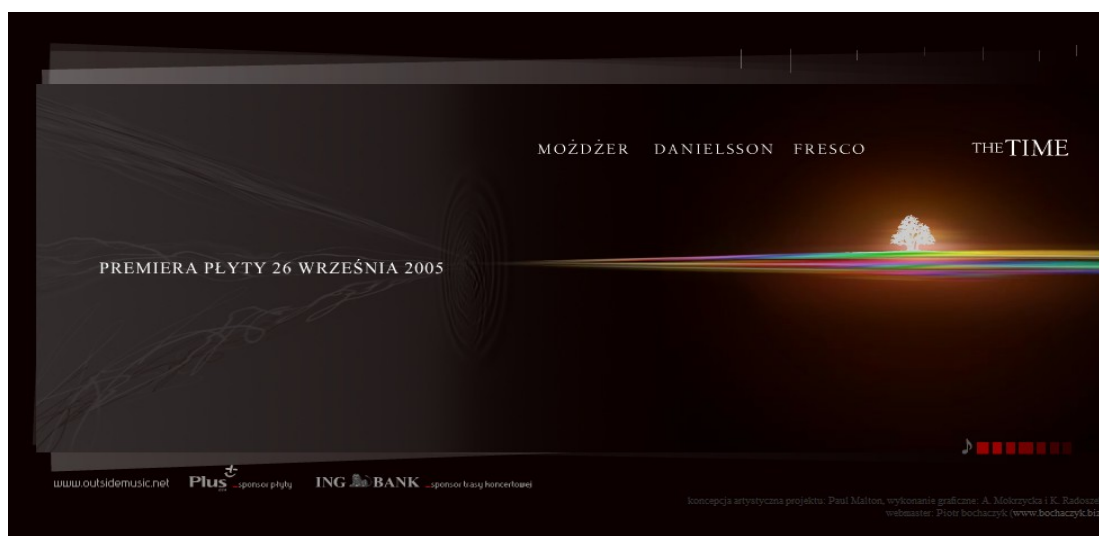 MOŻDŻER DANIELSSON FRESCO THE TIME
PREMIERA PŁYTY 26 WRZEŚNIA 2005
www.outsidemusic.net Plus ...sponsor płyty ING BANK ...sponsor trasy koncertowej
koncepcja artystyczna projektu: Paul Malton, wykonanie graficzne: A. Mokrzycka i K. Radosze
webmaster: Piotr bochaczyk (www.bochaczyk.biz